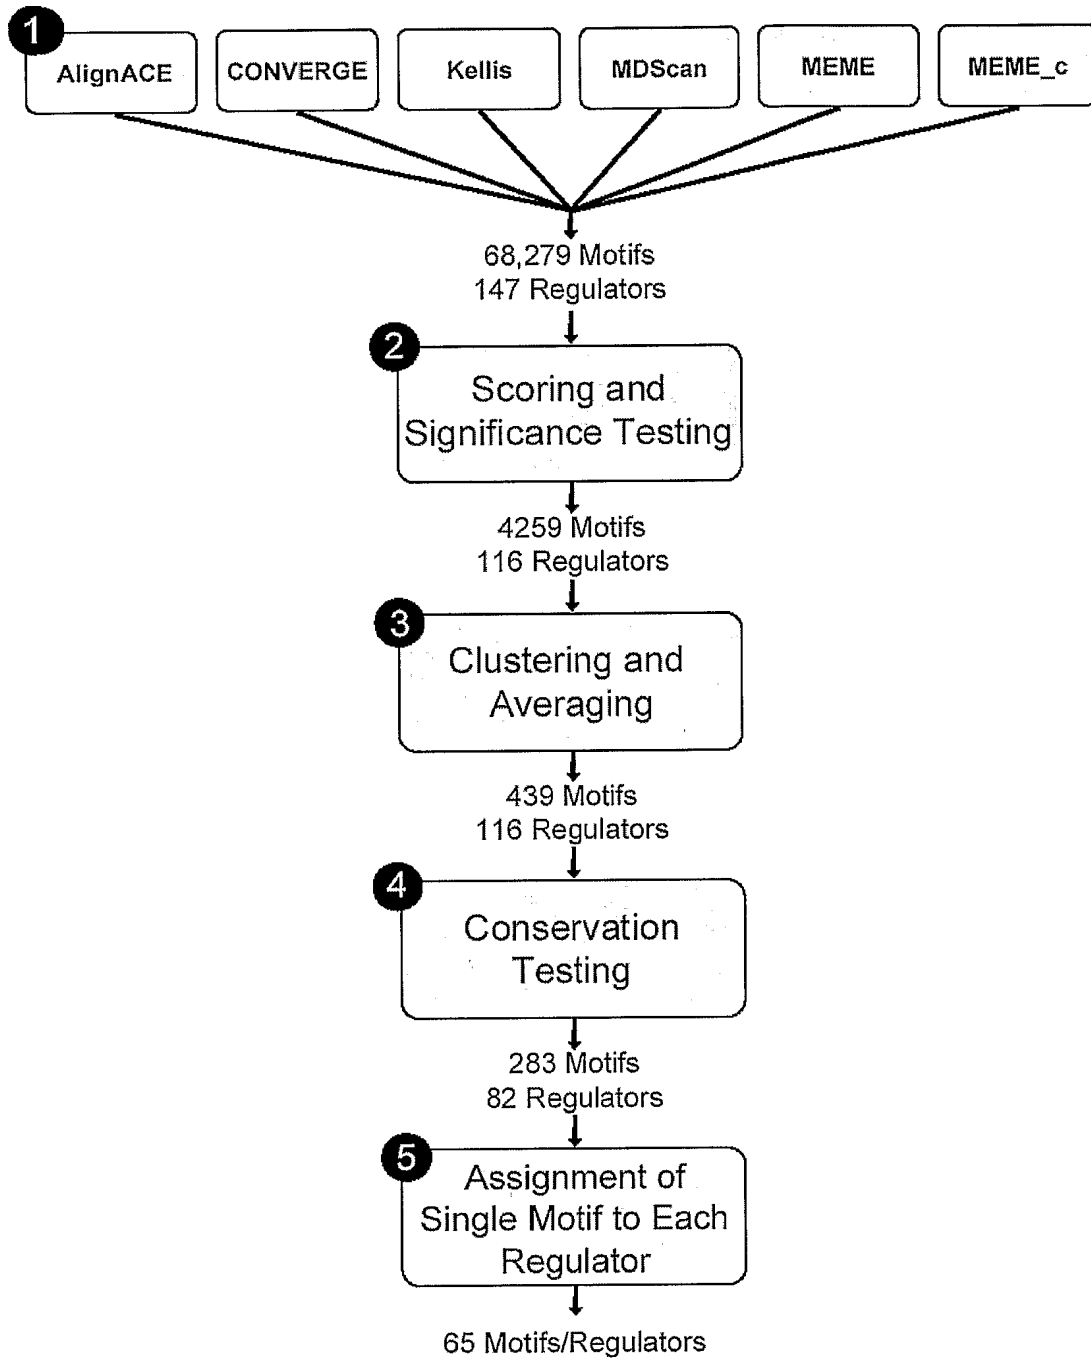 1
AlignACE CONVERGE Kellis MDScan MEME MEME_c
68,279 Motifs
147 Regulators
2
Scoring and
Significance Testing
4259 Motifs
116 Regulators
3
Clustering and
Averaging
439 Motifs
116 Regulators
4
Conservation
Testing
283 Motifs
82 Regulators
5
Assignment of
Single Motif to Each
Regulator
65 Motifs/Regulators